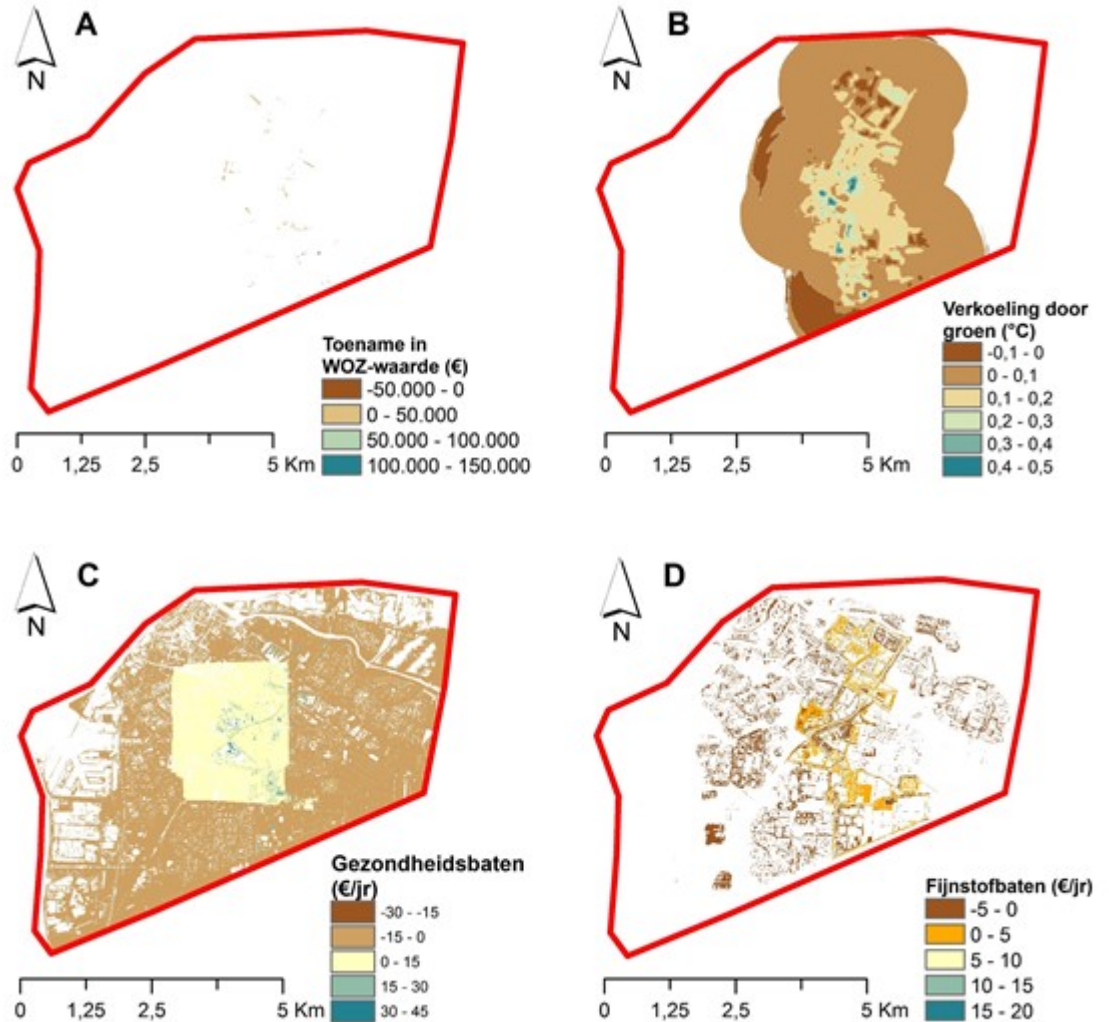 A
N
Toename in
WOZ-waarde (€)
-50.000 - 0
0 - 50.000
50.000 - 100.000
100.000 - 150.000
0 1,25 2,5 5 Km
B
N
Verkoeling door
groen (°C)
-0,1 - 0
0 - 0,1
0,1 - 0,2
0,2 - 0,3
0,3 - 0,4
0,4 - 0,5
0 1,25 2,5 5 Km
C
N
Gezondheidsbaten
(€/jr)
-30 - -15
-15 - 0
0 - 15
15 - 30
30 - 45
0 1,25 2,5 5 Km
D
N
Fijnstofbaten (€/jr)
-5 - 0
0 - 5
5 - 10
10 - 15
15 - 20
0 1,25 2,5 5 Km